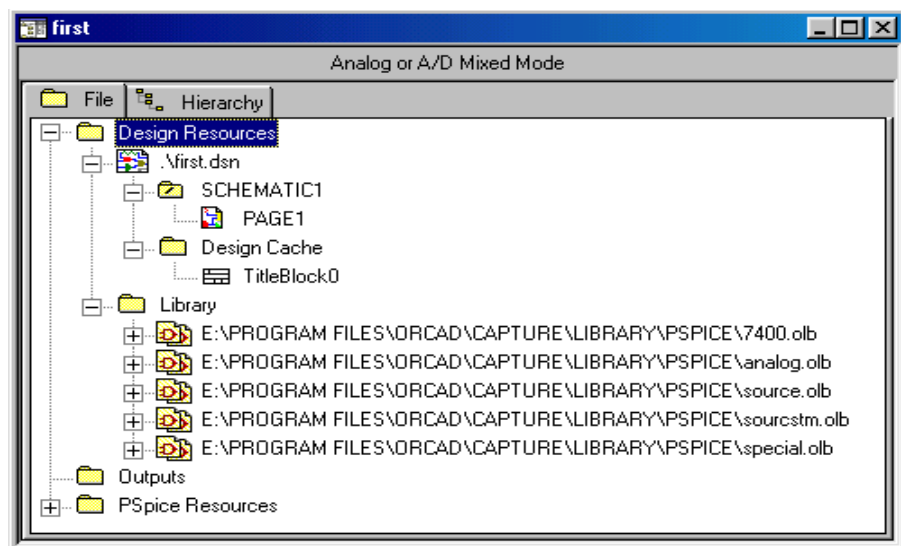 first
Analog or A/D Mixed Mode
File Hierarchy
Design Resources
.\first.dsn
SCHEMATIC1
PAGE1
Design Cache
TitleBlock0
Library
E:\PROGRAM FILES\ORCAD\CAPTURE\LIBRARY\PSPICE\7400.olb
E:\PROGRAM FILES\ORCAD\CAPTURE\LIBRARY\PSPICE\analog.olb
E:\PROGRAM FILES\ORCAD\CAPTURE\LIBRARY\PSPICE\source.olb
E:\PROGRAM FILES\ORCAD\CAPTURE\LIBRARY\PSPICE\sourcstm.olb
E:\PROGRAM FILES\ORCAD\CAPTURE\LIBRARY\PSPICE\special.olb
Outputs
PSpice Resources